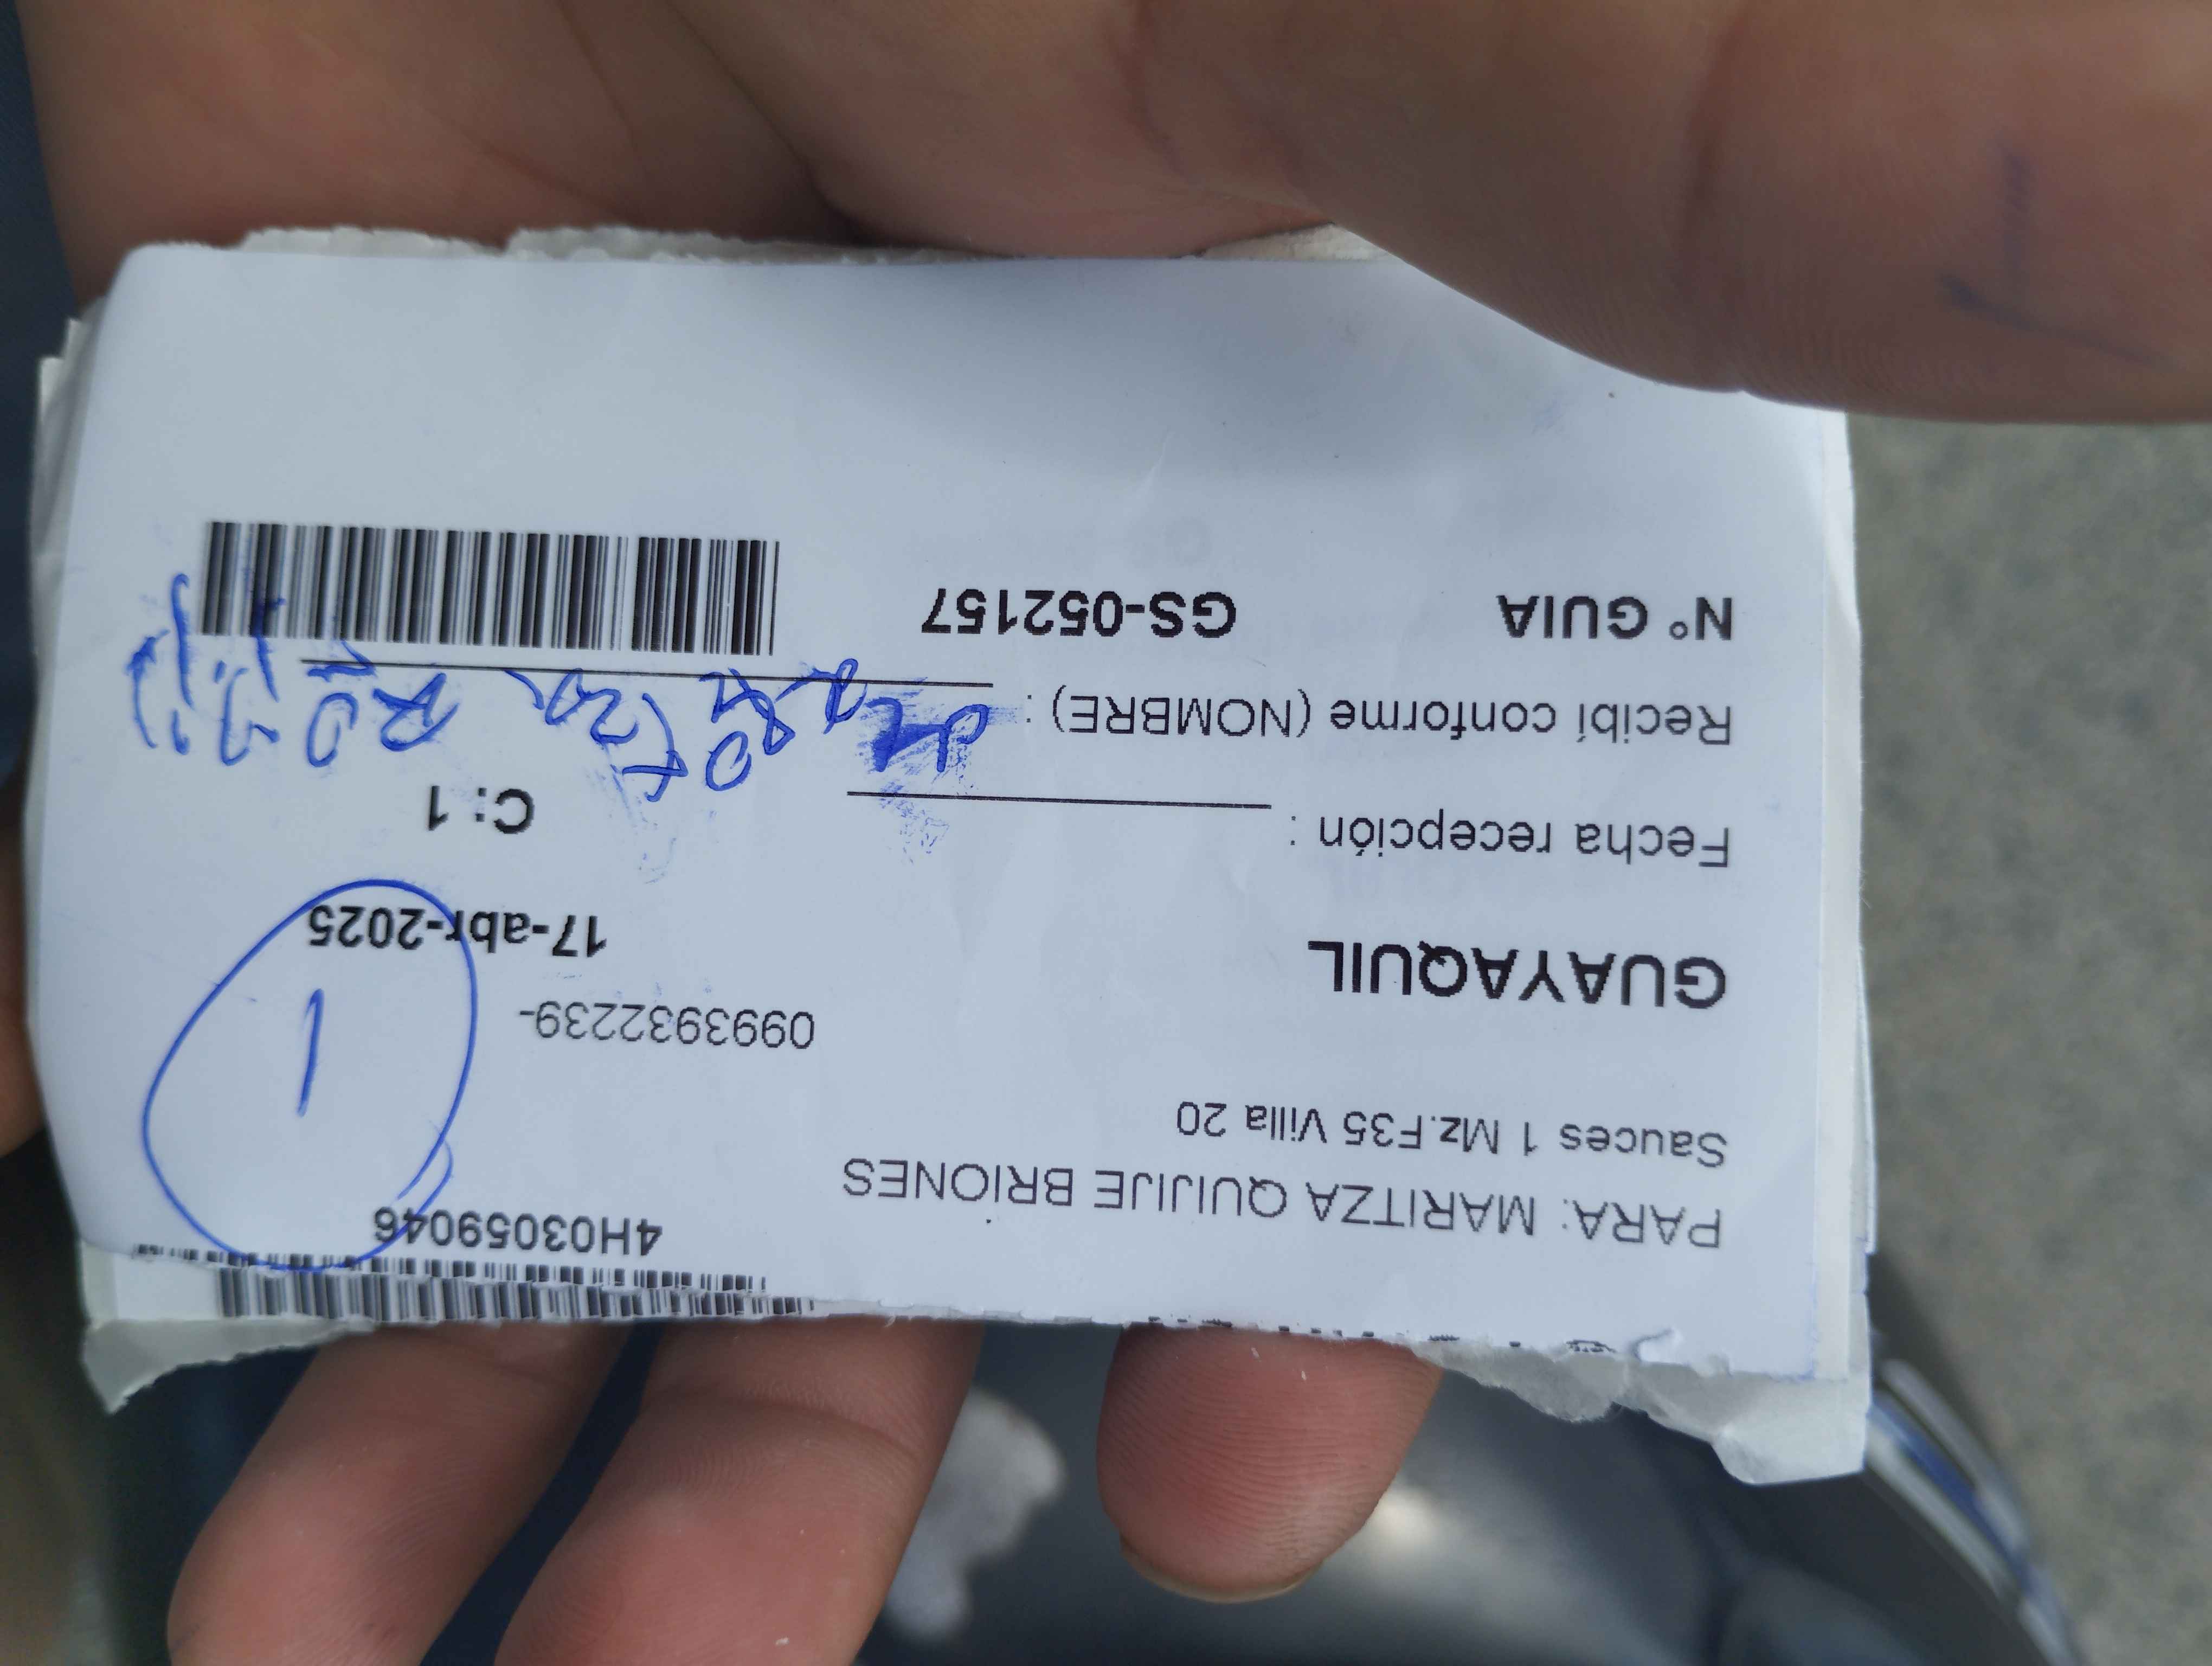 4H03059046
PARA: MARITZA QUIJIJE BRIONES
Sauces 1 Mz.F35 Villa 20
0993932239-
1
GUAYAQUIL
17-abr-2025
Fecha recepción :
C: 1
Recibí conforme (NOMBRE) :
N° GUIA GS-052157